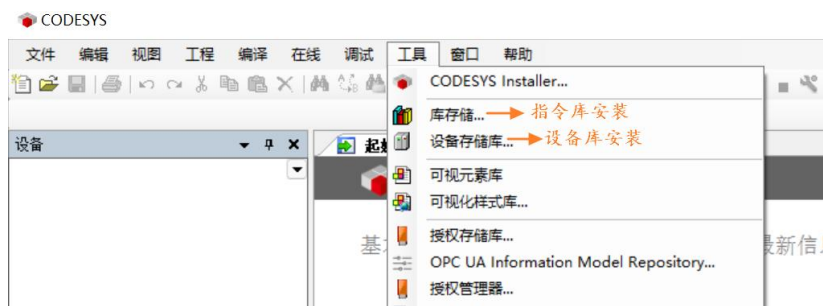 CODESYS
文件 编辑 视图 工程 编译 在线 调试 工具 窗口 帮助
CODESYS Installer...
库存储... 指令库安装
设备存储库... 设备库安装
设备
可视元素库
可视化样式库...
授权存储库...
OPC UA Information Model Repository...
授权管理器...